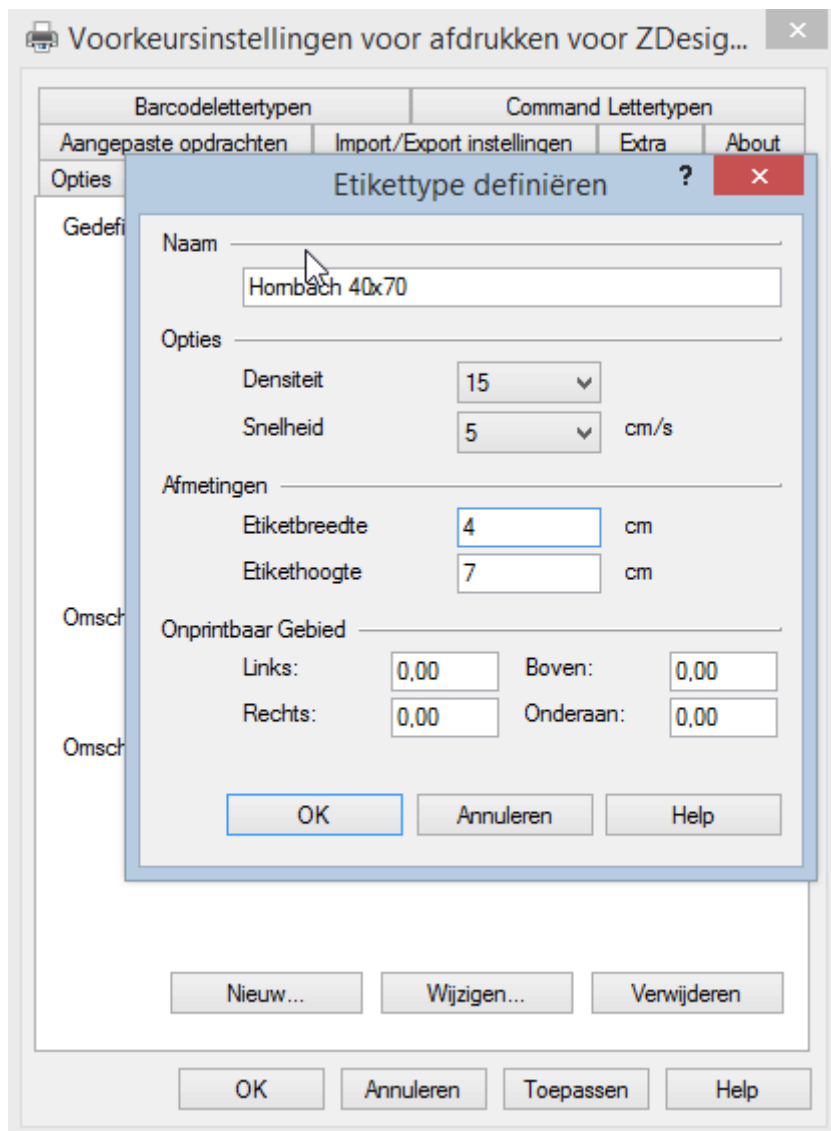 Voorkeursinstellingen voor afdrukken voor ZDesig...
Barcodelettertypen Command Lettertypen
Aangepaste opdrachten Import/Export instellingen Extra About
Opties
Etikettype definiëren ?
Gedefi
Naam
Hornbach 40x70
Opties
Densiteit 15
Snelheid 5 cm/s
Afmetingen
Etiketbreedte 4 cm
Etikethoogte 7 cm
Omsch
Onprintbaar Gebied
Links: 0,00 Boven: 0,00
Rechts: 0,00 Onderaan: 0,00
Omsch
OK Annuleren Help
Nieuw... Wijzigen... Verwijderen
OK Annuleren Toepassen Help